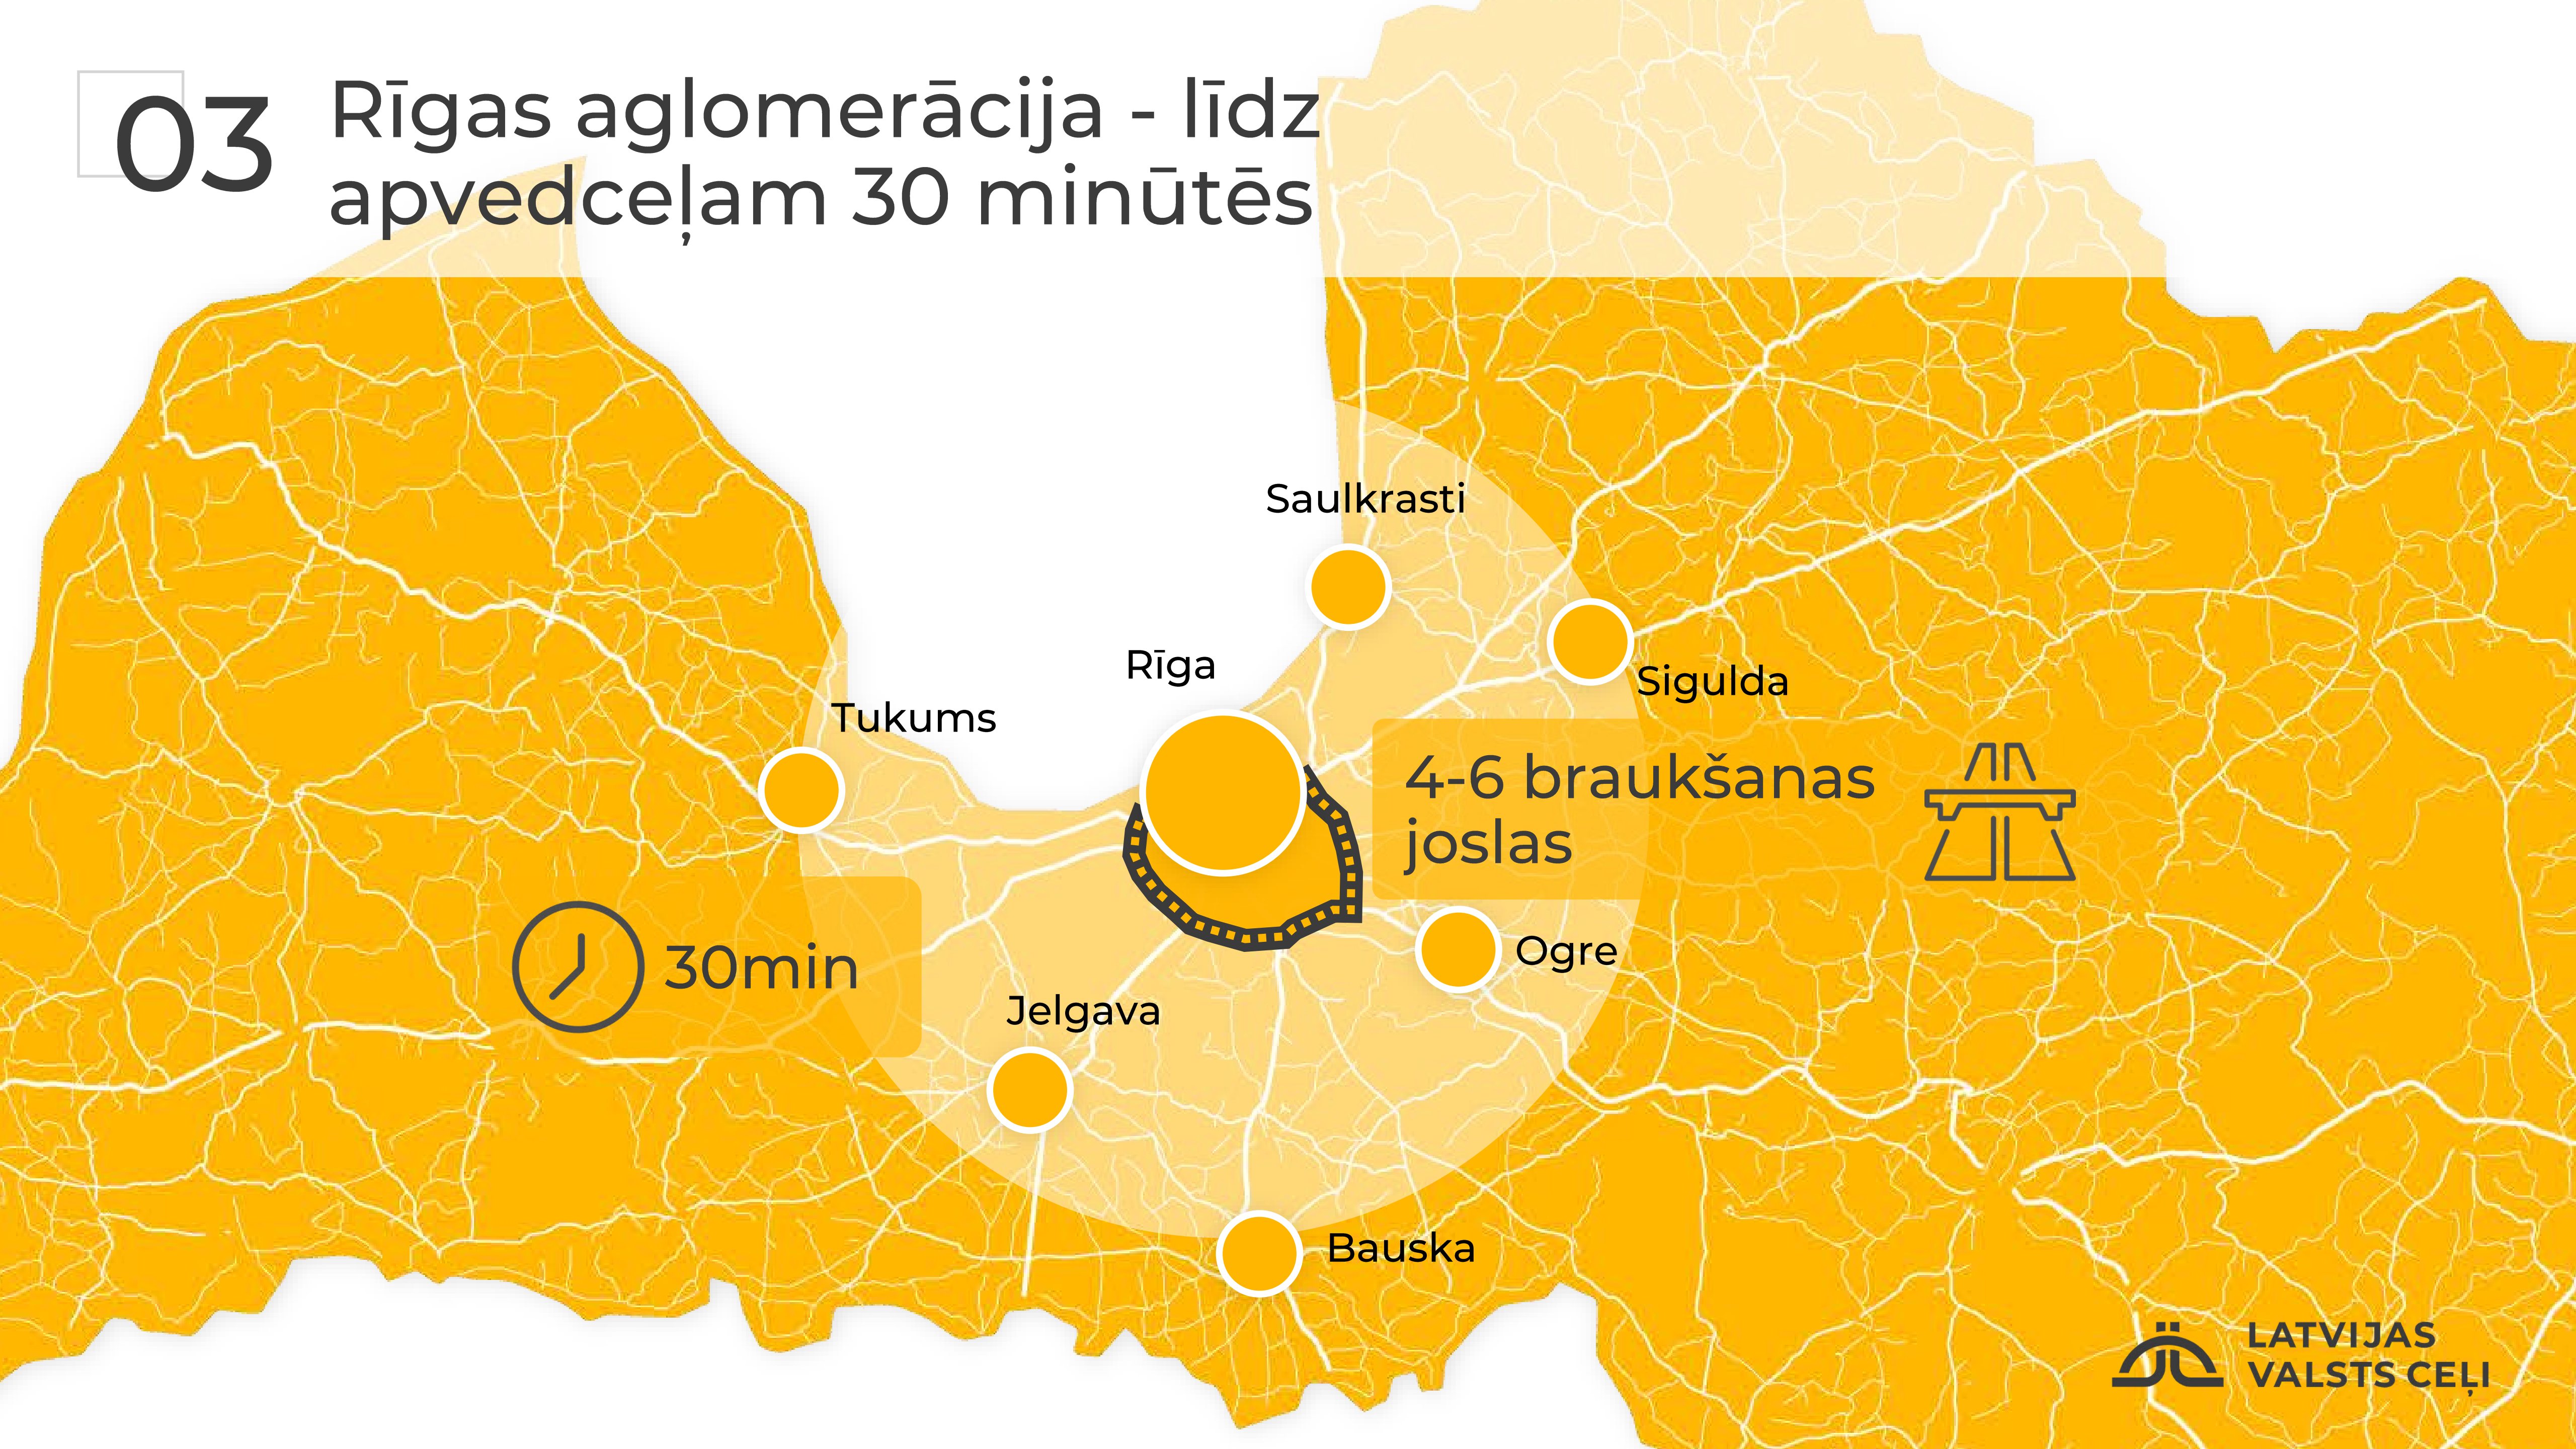 03
Rīgas aglomerācija - līdz
apvedceļam 30 minūtēs
Saulkrasti
Rīga
Sigulda
Tukums
4-6 braukšanas
joslas
30min
Ogre
Jelgava
Bauska
LATVIJAS
VALSTS CEĻI